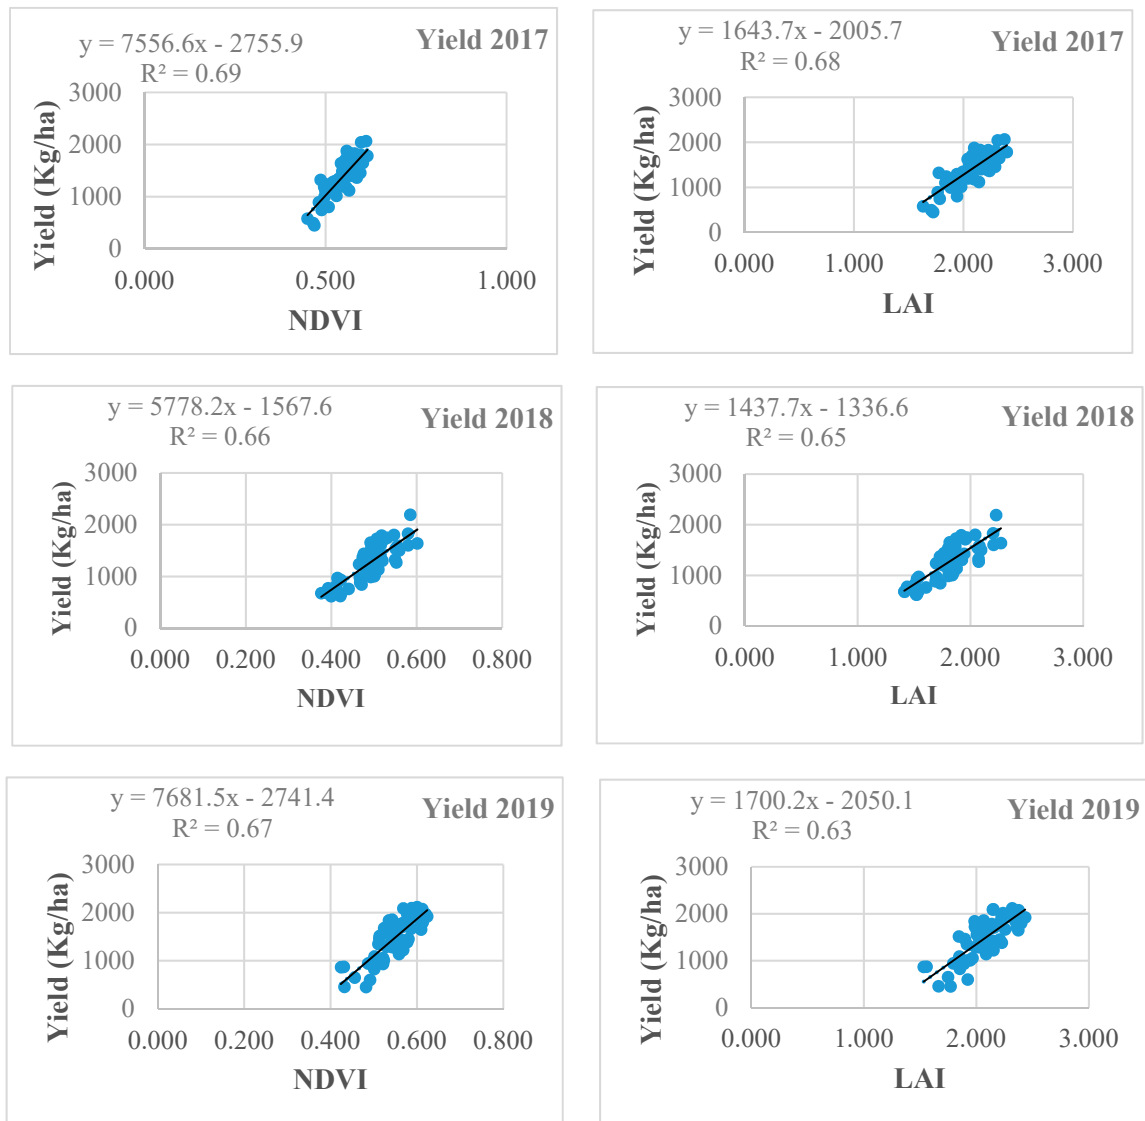 y = 7556.6x - 2755.9
R² = 0.69
Yield 2017
3000
2000
1000
0
0.000 0.500 1.000
Yield (Kg/ha)
NDVI
y = 1643.7x - 2005.7
R² = 0.68
Yield 2017
3000
2000
1000
0
0.000 1.000 2.000 3.000
Yield (Kg/ha)
LAI
y = 5778.2x - 1567.6
R² = 0.66
Yield 2018
3000
2000
1000
0
0.000 0.200 0.400 0.600 0.800
Yield (Kg/ha)
NDVI
y = 1437.7x - 1336.6
R² = 0.65
Yield 2018
3000
2000
1000
0
0.000 1.000 2.000 3.000
Yield (Kg/ha)
LAI
y = 7681.5x - 2741.4
R² = 0.67
Yield 2019
3000
2000
1000
0
0.000 0.200 0.400 0.600 0.800
Yield (Kg/ha)
NDVI
y = 1700.2x - 2050.1
R² = 0.63
Yield 2019
3000
2000
1000
0
0.000 1.000 2.000 3.000
Yield (Kg/ha)
LAI